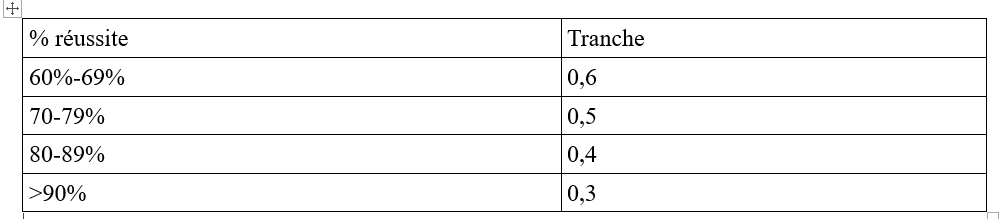 % réussite Tranche
60%-69% 0,6
70-79% 0,5
80-89% 0,4
>90% 0,3